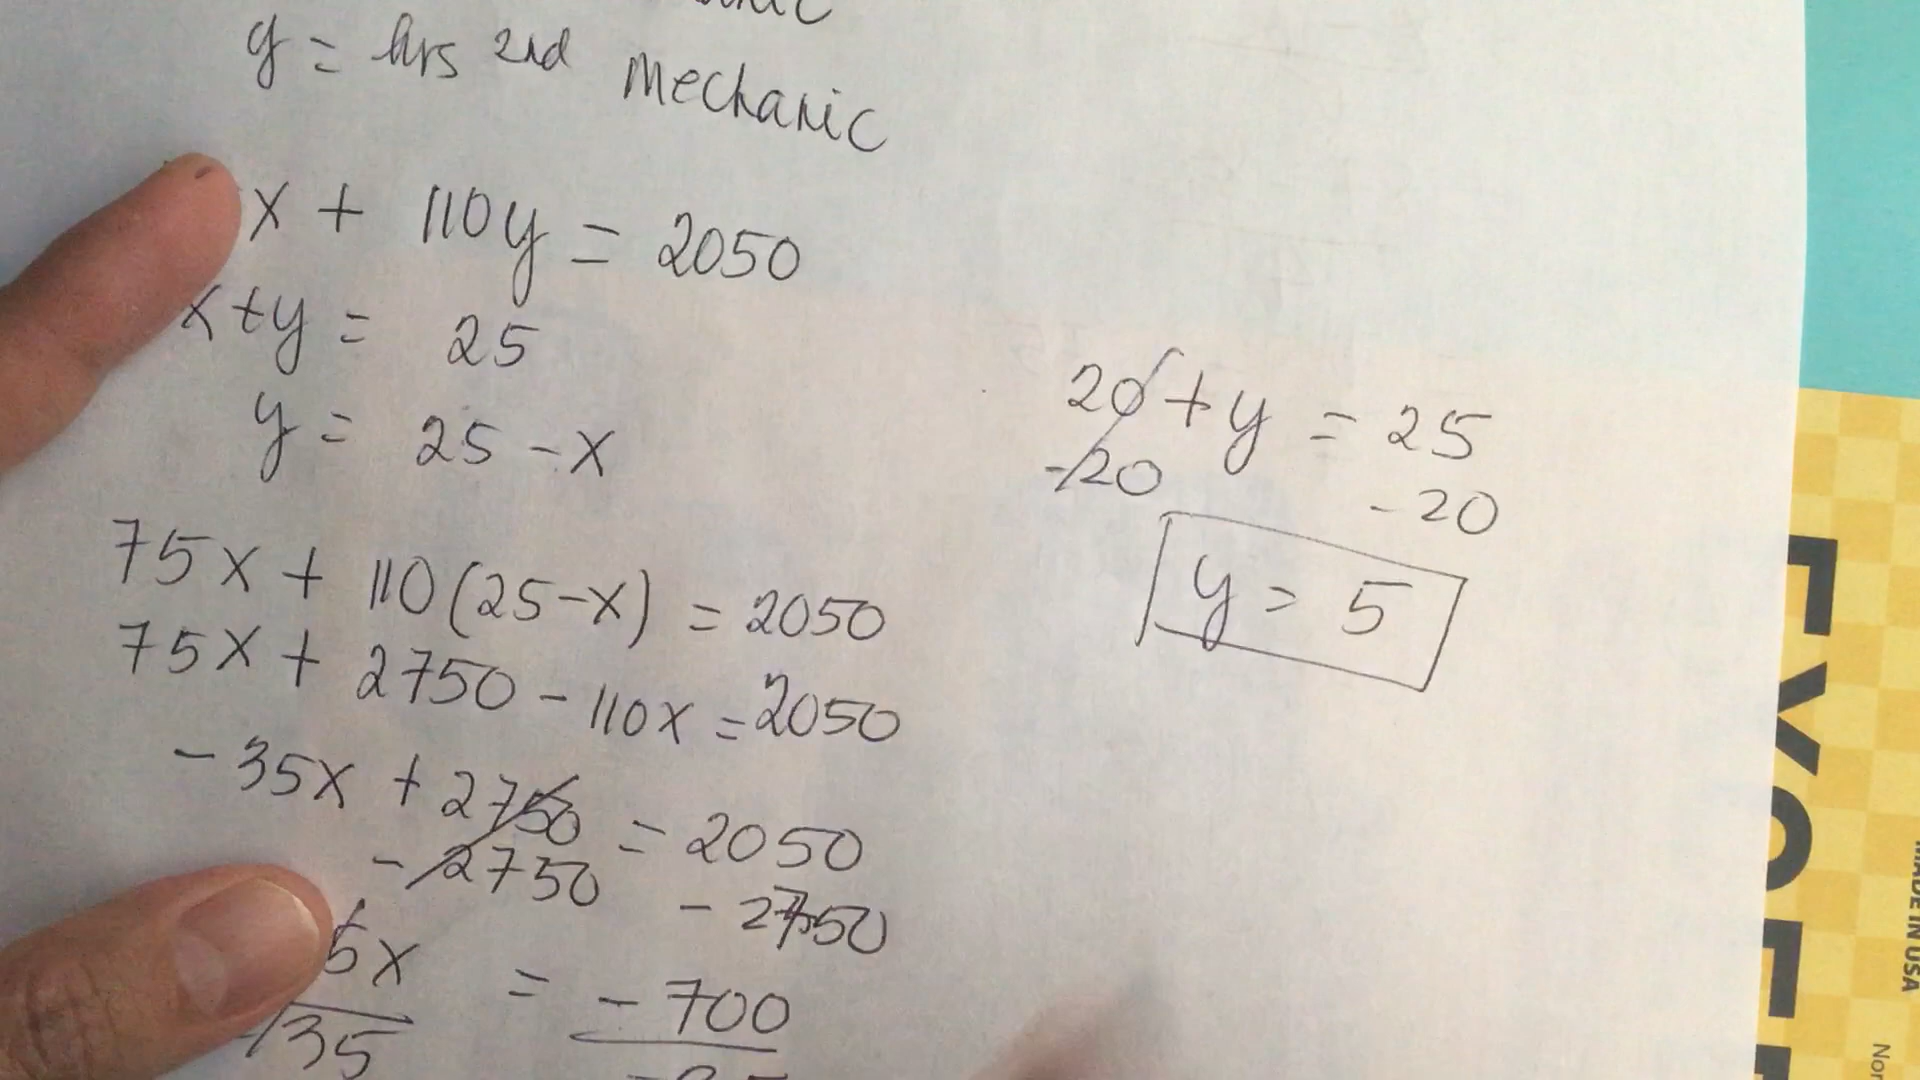 y = hrs 2nd Mechanic
x + 110y = 2050
x + y = 25
y = 25 - x
75x + 110(25-x) = 2050
75x + 2750 - 110x = 2050
- 35x + 2750 = 2050
- 2750 - 2750
5x = - 700
35
20 + y = 25
-20 - 20
y = 5
MADE IN USA